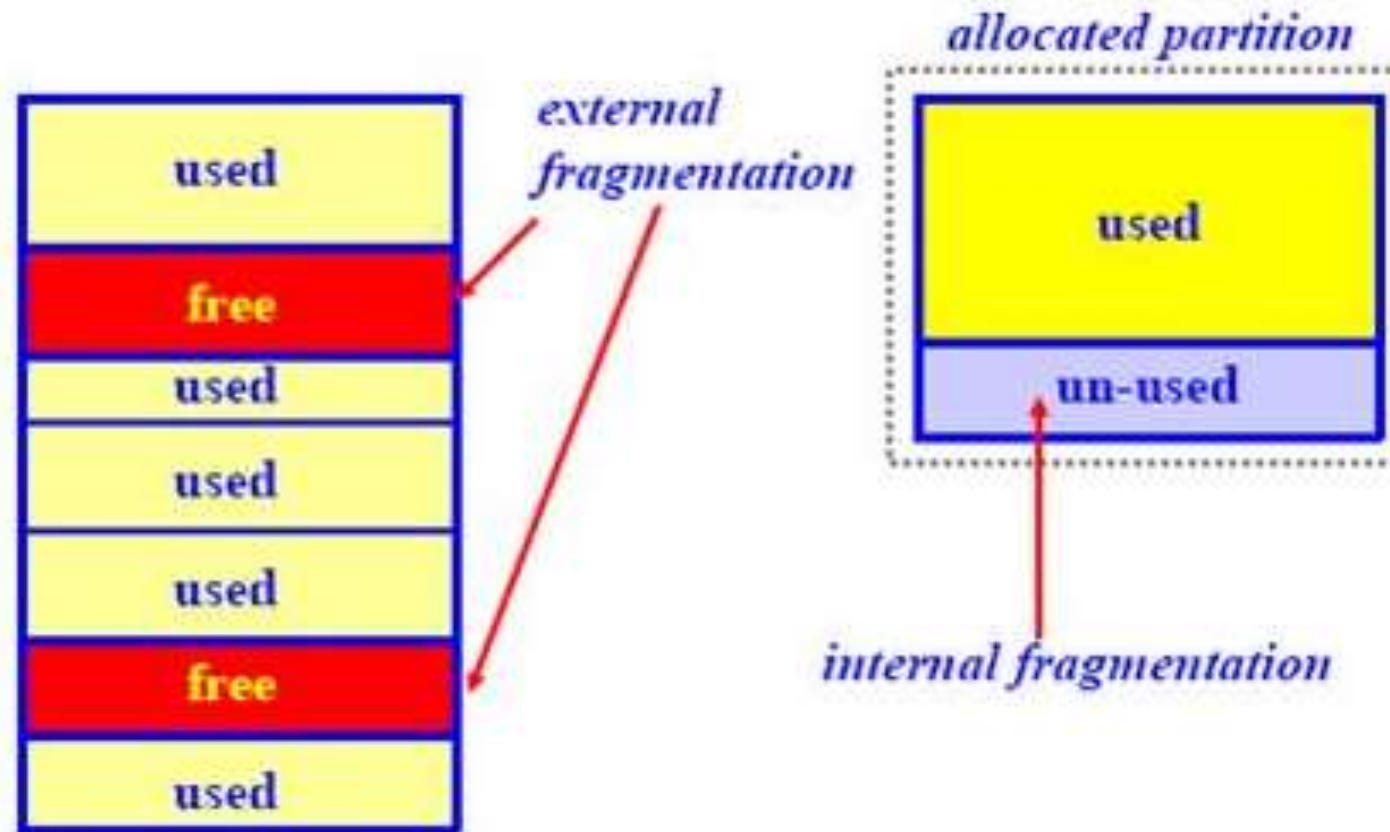 used
free
used
used
used
free
used
external
fragmentation
allocated partition
used
un-used
internal fragmentation